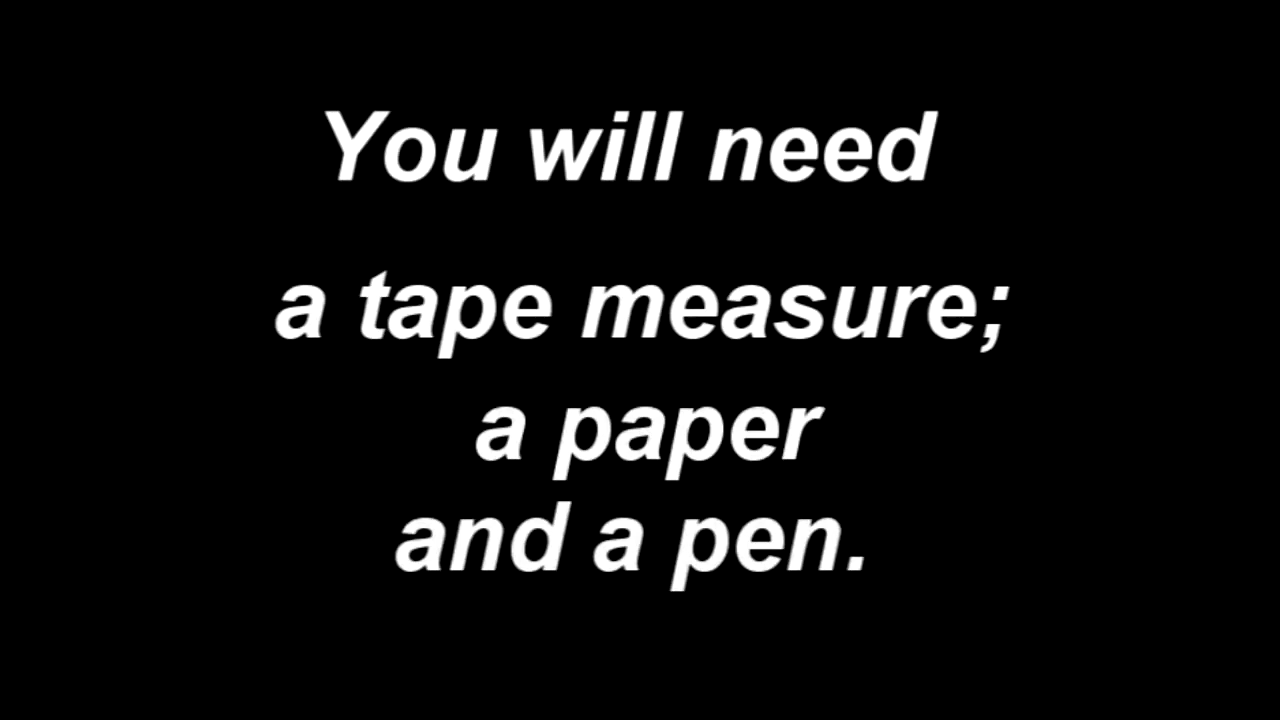 You will need
a tape measure;
a paper
and a pen.